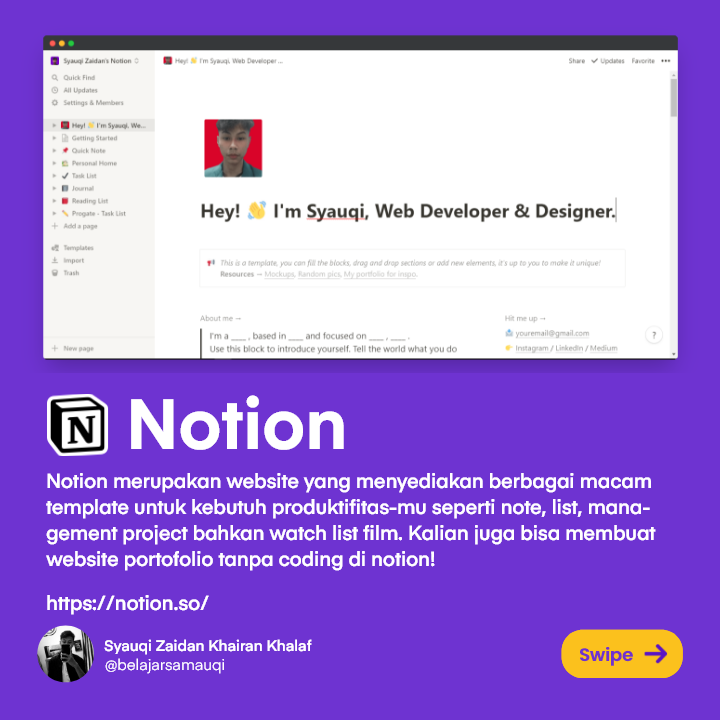 Syauqi Zaidan's Notion
Hey! 👋 I'm Syauqi, Web Developer ...
Share ✓ Updates Favorite •••
Quick Find
All Updates
Settings & Members
Hey! 👋 I'm Syauqi. We...
Getting Started
Quick Note
Personal Home
Task List
Journal
Reading List
Progate - Task List
+ Add a page
Templates
Import
Trash
+ New page
Hey! 👋 I'm Syauqi, Web Developer & Designer.
This is a template, you can fill the blocks, drag and drop sections or add new elements, it's up to you to make it unique!
Resources → Mockups, Random pics, My portfolio for inspo.
About me →
I'm a ____ , based in ____ and focused on ____ , ____ .
Use this block to introduce yourself. Tell the world what you do
Hit me up →
📩 youremail@gmail.com
👉 Instagram / LinkedIn / Medium
?
N Notion
Notion merupakan website yang menyediakan berbagai macam
template untuk kebutuh produktifitas-mu seperti note, list, mana-
gement project bahkan watch list film. Kalian juga bisa membuat
website portofolio tanpa coding di notion!
https://notion.so/
Syauqi Zaidan Khairan Khalaf
@belajarsamauqi
Swipe →